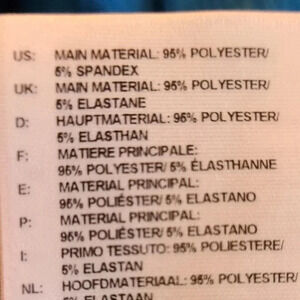 US: MAIN MATERIAL: 95% POLYESTER/
5% SPANDEX
UK: MAIN MATERIAL: 95% POLYESTER/
5% ELASTANE
D: HAUPTMATERIAL: 95% POLYESTER/
5% ELASTHAN
F: MATIERE PRINCIPALE:
95% POLYESTER/ 5% ÉLASTHANNE
E: MATERIAL PRINCIPAL:
95% POLIÉSTER/ 5% ELASTANO
P: MATERIAL PRINCIPAL:
95% POLIÉSTER/ 5% ELASTANO
I: PRIMO TESSUTO: 95% POLIESTERE/
5% ELASTAN
NL: HOOFDMATERIAAL: 95% POLYESTER/
5% ELASTAAN